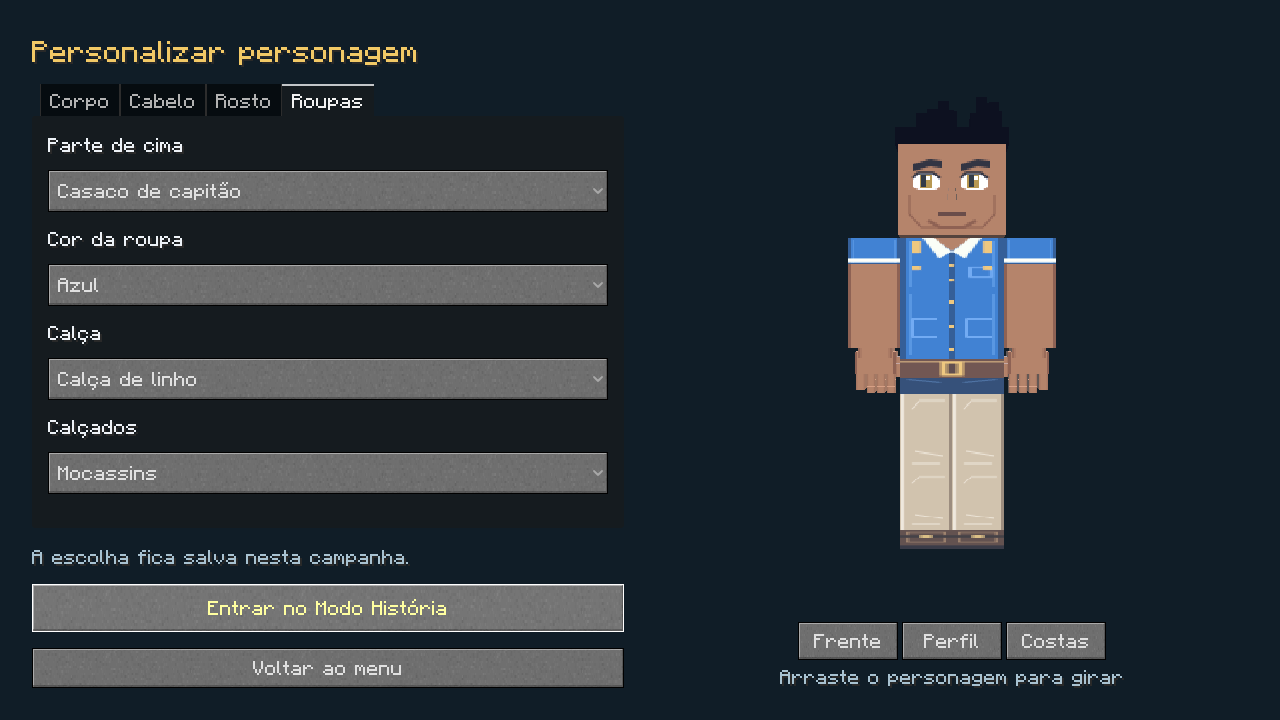 Personalizar personagem
Corpo Cabelo Rosto Roupas
Parte de cima
Casaco de capitão
Cor da roupa
Azul
Calça
Calça de linho
Calçados
Mocassins
A escolha fica salva nesta campanha.
Entrar no Modo História
Voltar ao menu
Frente Perfil Costas
Arraste o personagem para girar